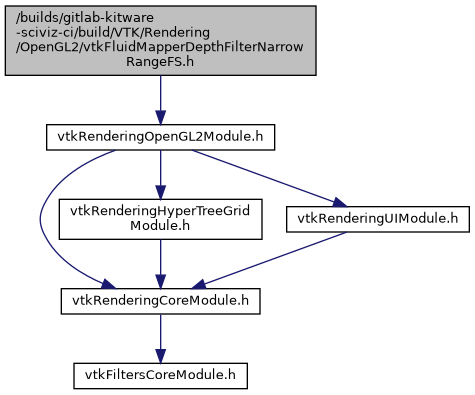 /builds/gitlab-kitware
-sciviz-ci/build/VTK/Rendering
/OpenGL2/vtkFluidMapperDepthFilterNarrow
RangeFS.h
vtkRenderingOpenGL2Module.h
vtkRenderingHyperTreeGrid
Module.h
vtkRenderingUIModule.h
vtkRenderingCoreModule.h
vtkFiltersCoreModule.h